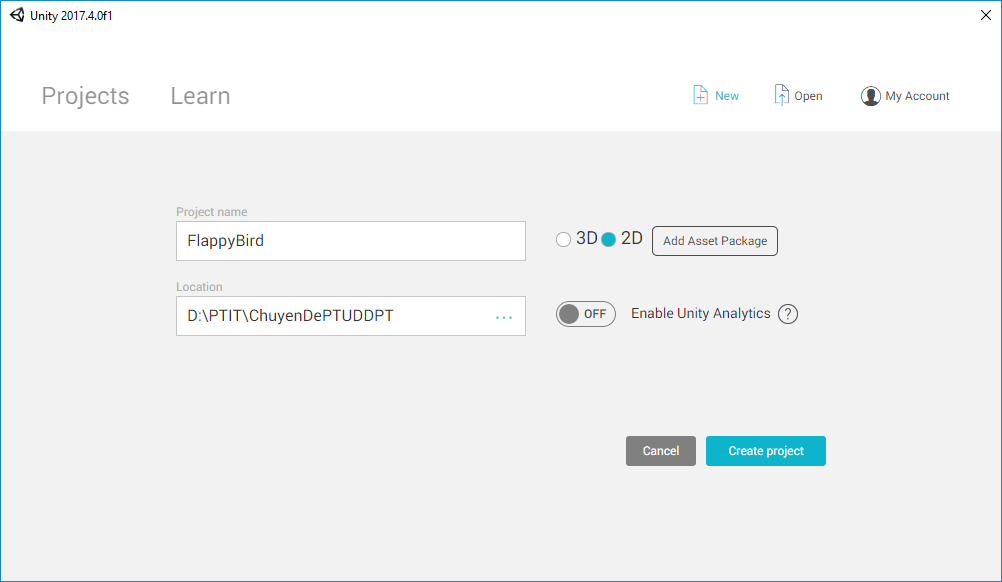 Unity 2017.4.0f1
Projects Learn New Open My Account
Project name
FlappyBird
3D 2D Add Asset Package
Location
D:\PTIT\ChuyenDePTUDDPT ...
OFF Enable Unity Analytics ?
Cancel Create project